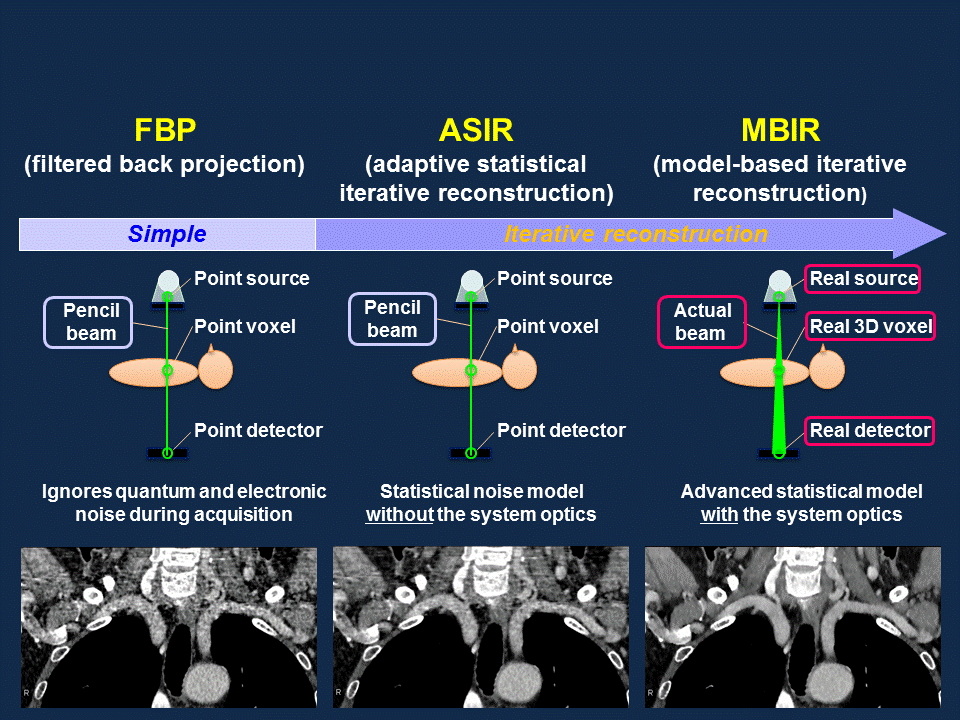 FBP
(filtered back projection)
ASIR
(adaptive statistical
iterative reconstruction)
MBIR
(model-based iterative
reconstruction)
Simple
Iterative reconstruction
Point source
Pencil
beam
Point voxel
Point detector
Point source
Pencil
beam
Point voxel
Point detector
Real source
Actual
beam
Real 3D voxel
Real detector
Ignores quantum and electronic
noise during acquisition
Statistical noise model
without the system optics
Advanced statistical model
with the system optics
R
R
R